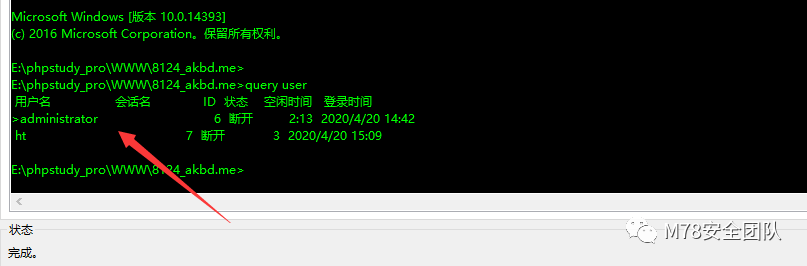 Microsoft Windows [版本 10.0.14393]
(c) 2016 Microsoft Corporation。保留所有权利。
E:\phpstudy_pro\WWW\8124_akbd.me>
E:\phpstudy_pro\WWW\8124_akbd.me>query user
用户名 会话名 ID 状态 空闲时间 登录时间
>administrator 6 断开 2:13 2020/4/20 14:42
ht 7 断开 3 2020/4/20 15:09
E:\phpstudy_pro\WWW\8124_akbd.me>
状态
完成。
M78安全团队